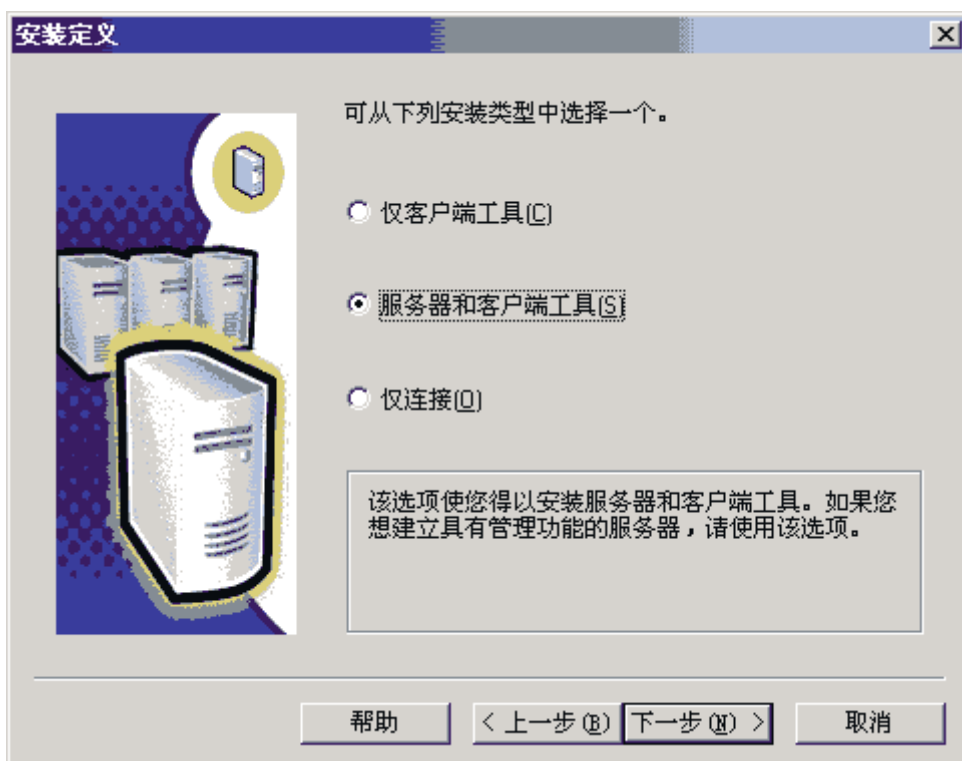 安装定义
可从下列安装类型中选择一个。
仅客户端工具(C)
服务器和客户端工具(S)
仅连接(O)
该选项使您得以安装服务器和客户端工具。如果您
想建立具有管理功能的服务器，请使用该选项。
帮助
< 上一步(B)
下一步(N) >
取消